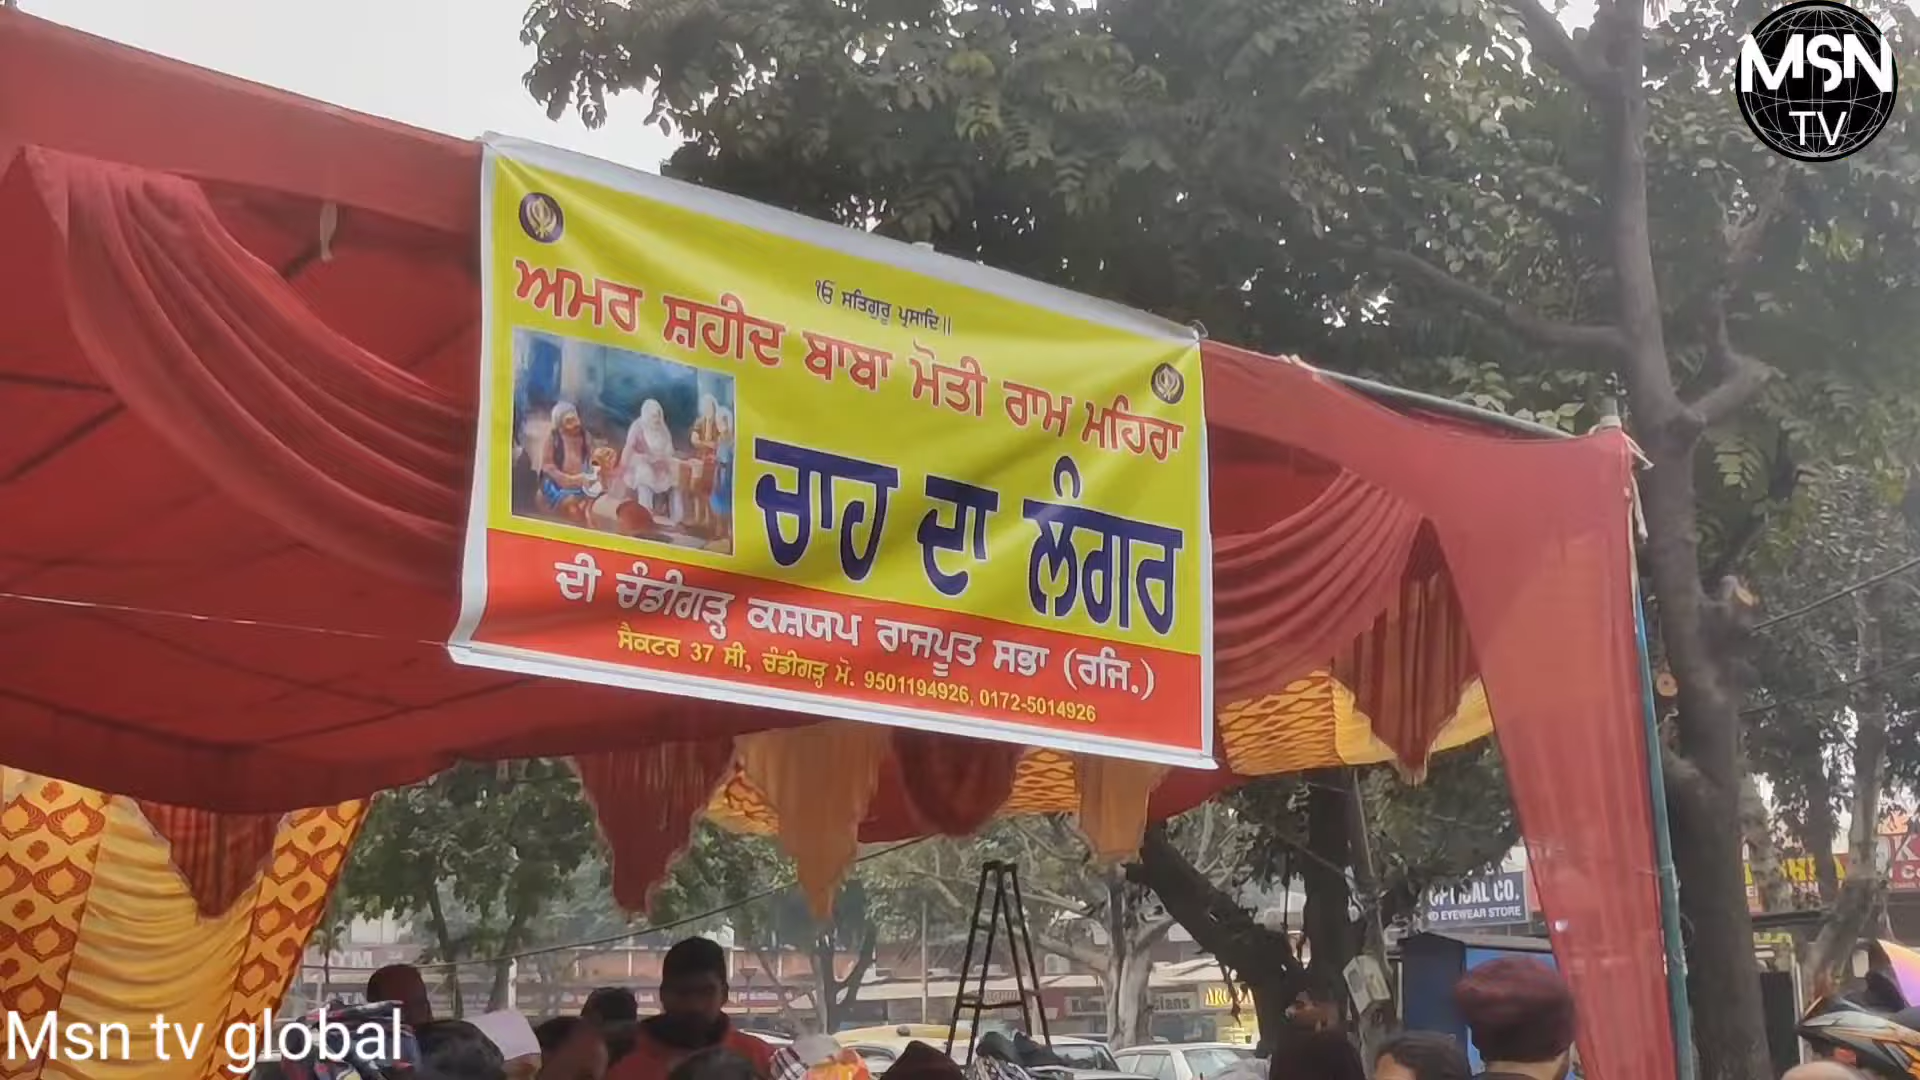 MSN
TV
ੴ ਸਤਿਗੁਰੁ ਪ੍ਰਸਾਦਿ॥
ਅਮਰ ਸ਼ਹੀਦ ਬਾਬਾ ਮੋਤੀ ਰਾਮ ਮਹਿਰਾ
ਚਾਹ ਦਾ ਲੰਗਰ
ਦੀ ਚੰਡੀਗੜ੍ਹ ਕਸ਼ਯਪ ਰਾਜਪੂਤ ਸਭਾ (ਰਜਿ.)
ਸੈਕਟਰ 37 ਸੀ, ਚੰਡੀਗੜ੍ਹ ਮੋ. 9501194926, 0172-5014926
OPTICAL CO.
EYEWEAR STORE
Msn tv global